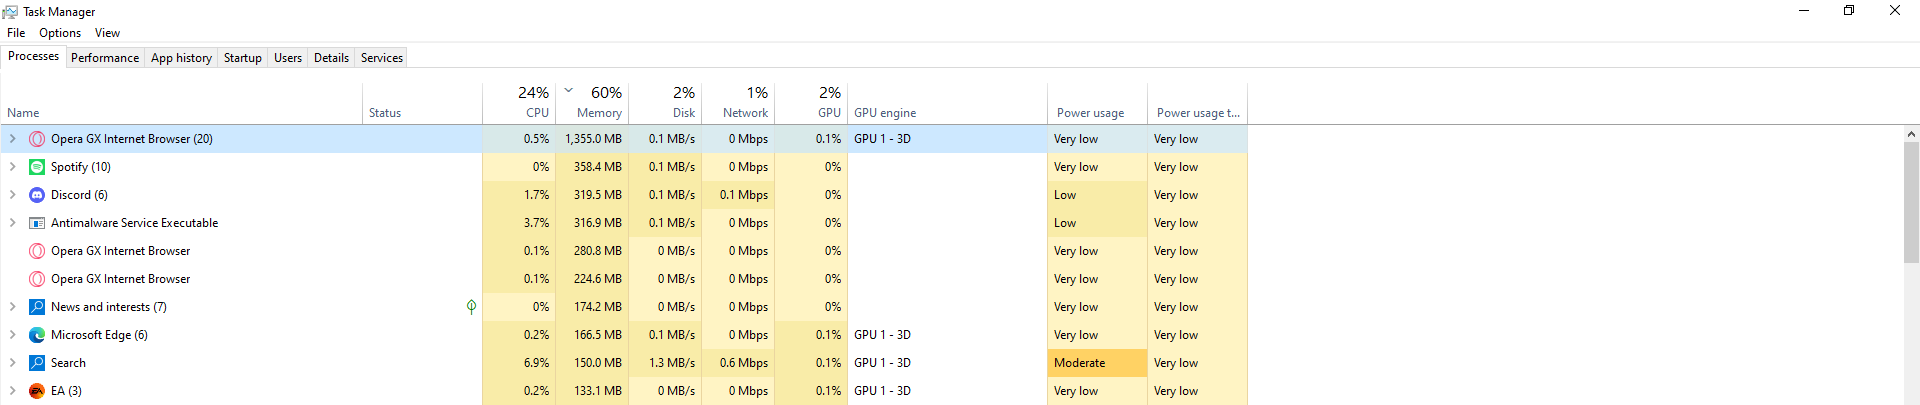 Task Manager
File Options View
Processes Performance App history Startup Users Details Services
24% 60% 2% 1% 2%
Name Status CPU Memory Disk Network GPU GPU engine Power usage Power usage t...
Opera GX Internet Browser (20) 0.5% 1,355.0 MB 0.1 MB/s 0 Mbps 0.1% GPU 1 - 3D Very low Very low
Spotify (10) 0% 358.4 MB 0.1 MB/s 0 Mbps 0% Very low Very low
Discord (6) 1.7% 319.5 MB 0.1 MB/s 0.1 Mbps 0% Low Very low
Antimalware Service Executable 3.7% 316.9 MB 0.1 MB/s 0 Mbps 0% Low Very low
Opera GX Internet Browser 0.1% 280.8 MB 0 MB/s 0 Mbps 0% Very low Very low
Opera GX Internet Browser 0.1% 224.6 MB 0 MB/s 0 Mbps 0% Very low Very low
News and interests (7) 0% 174.2 MB 0 MB/s 0 Mbps 0% Very low Very low
Microsoft Edge (6) 0.2% 166.5 MB 0.1 MB/s 0 Mbps 0.1% GPU 1 - 3D Very low Very low
Search 6.9% 150.0 MB 1.3 MB/s 0.6 Mbps 0.1% GPU 1 - 3D Moderate Very low
EA (3) 0.2% 133.1 MB 0 MB/s 0 Mbps 0.1% GPU 1 - 3D Very low Very low